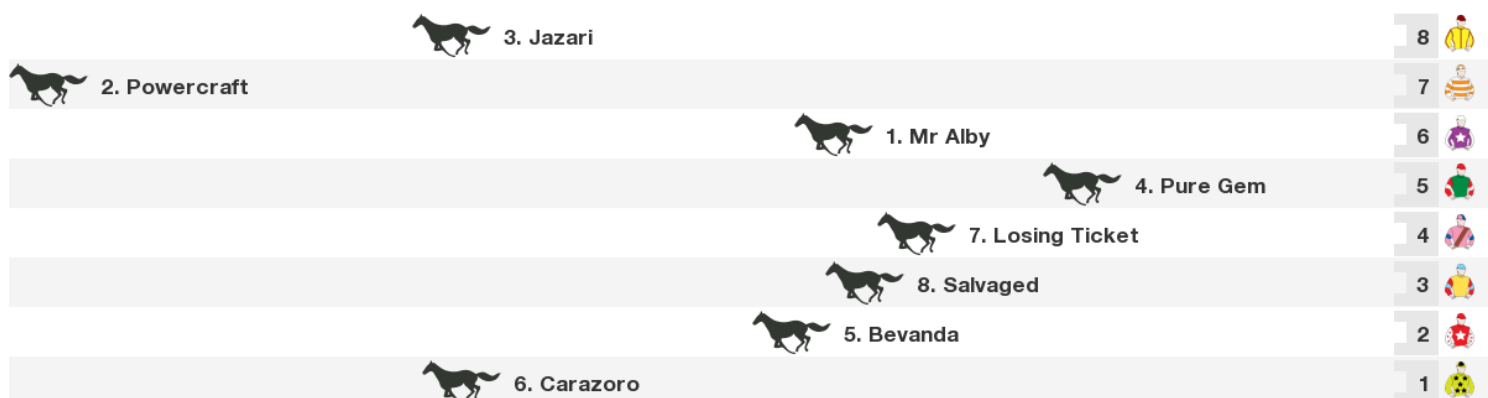 3. Jazari 8
2. Powercraft 7
1. Mr Alby 6
4. Pure Gem 5
7. Losing Ticket 4
8. Salvaged 3
5. Bevanda 2
6. Carazoro 1